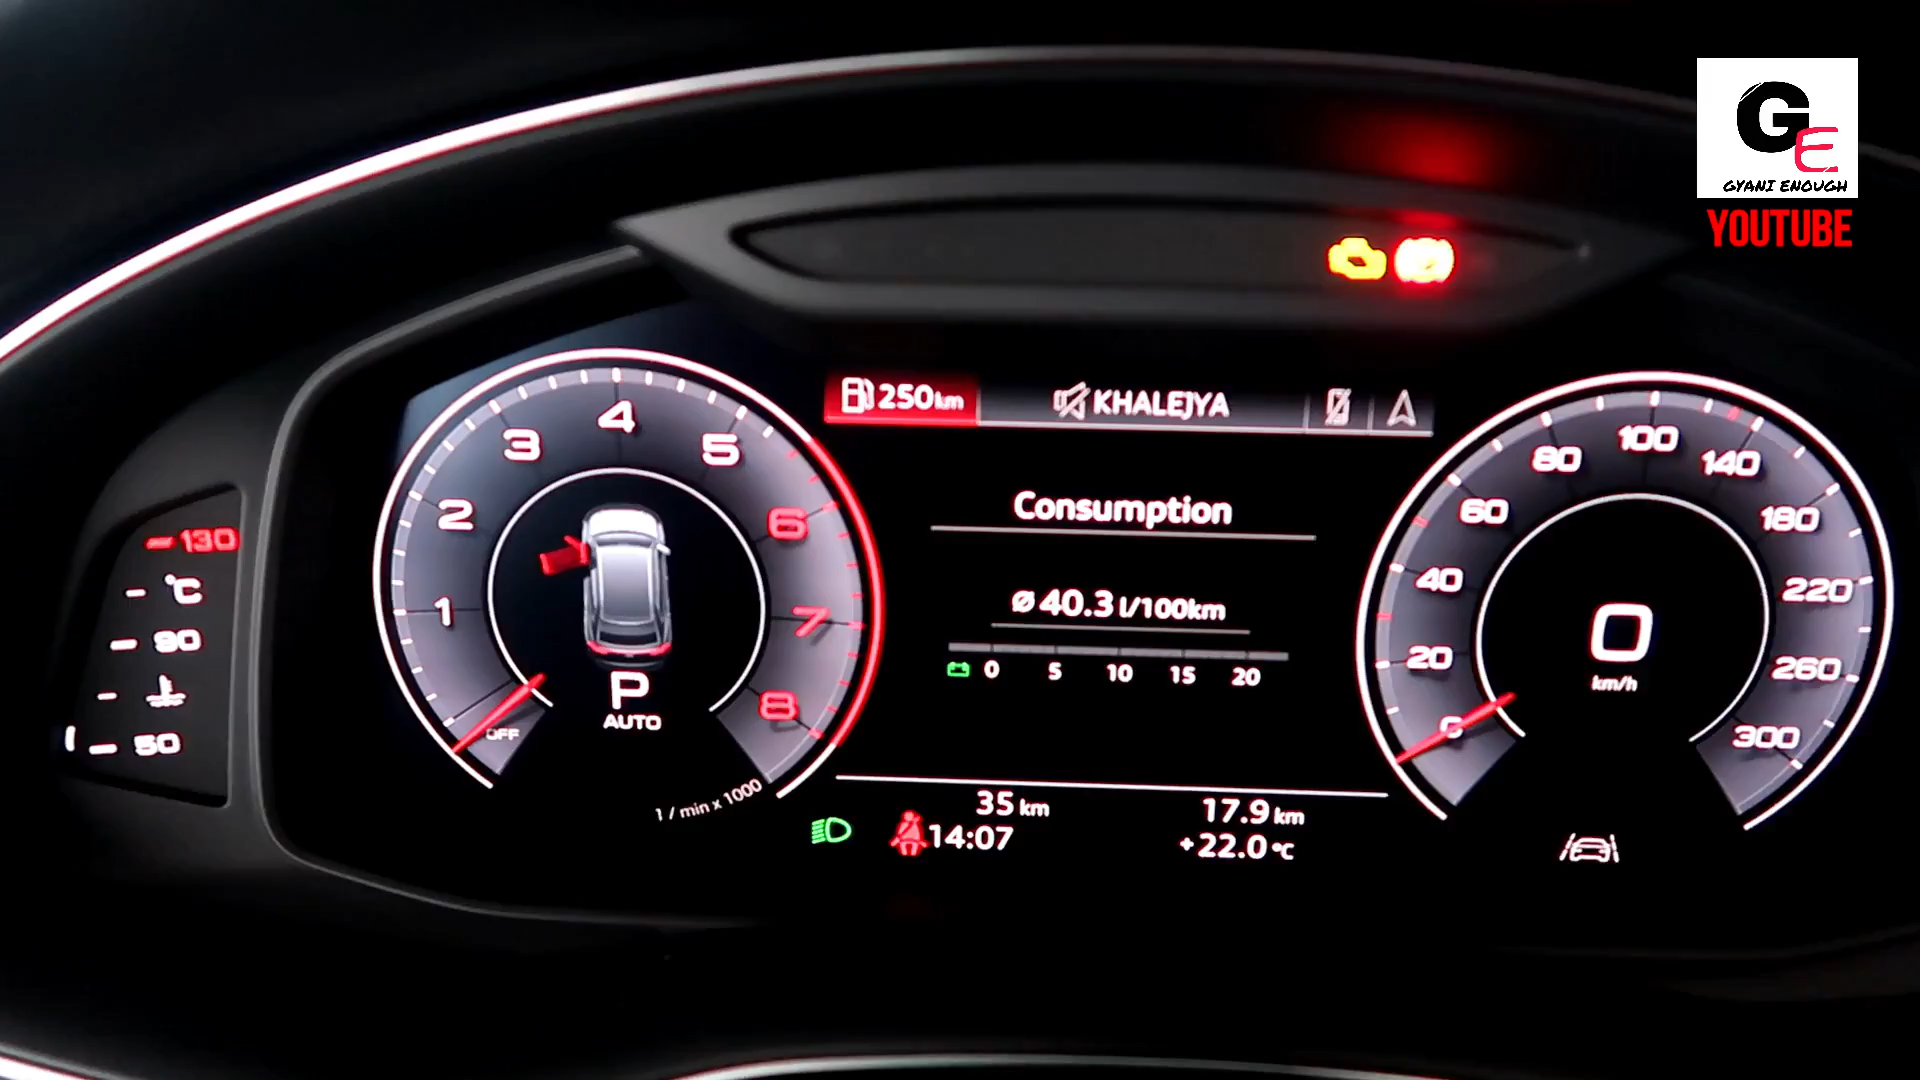 GE
GYANI ENOUGH
YOUTUBE
250km
KHALEJYA
Consumption
Ø 40.3 l/100km
0 5 10 15 20
35 km
17.9 km
14:07
+22.0 °C
130
°C
90
50
1
2
3
4
5
6
7
8
OFF
P
AUTO
1 / min x 1000
0
20
40
60
80
100
140
180
220
260
300
0
km/h